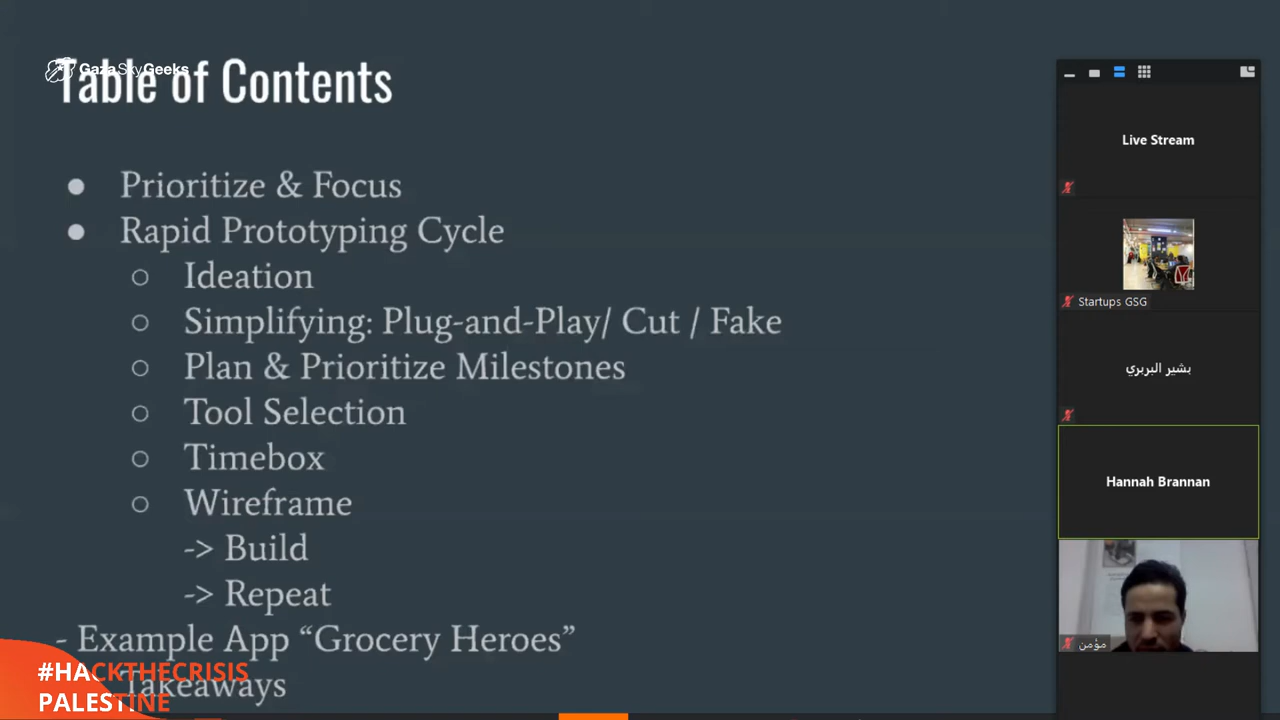 GazaSkyGeeks
Table of Contents
● Prioritize & Focus
● Rapid Prototyping Cycle
○ Ideation
○ Simplifying: Plug-and-Play/ Cut / Fake
○ Plan & Prioritize Milestones
○ Tool Selection
○ Timebox
○ Wireframe
-> Build
-> Repeat
- Example App “Grocery Heroes”
Takeaways
#HACKTHECRISIS
PALESTINE
Live Stream
Startups GSG
بشير البربري
Hannah Brannan
مؤمن